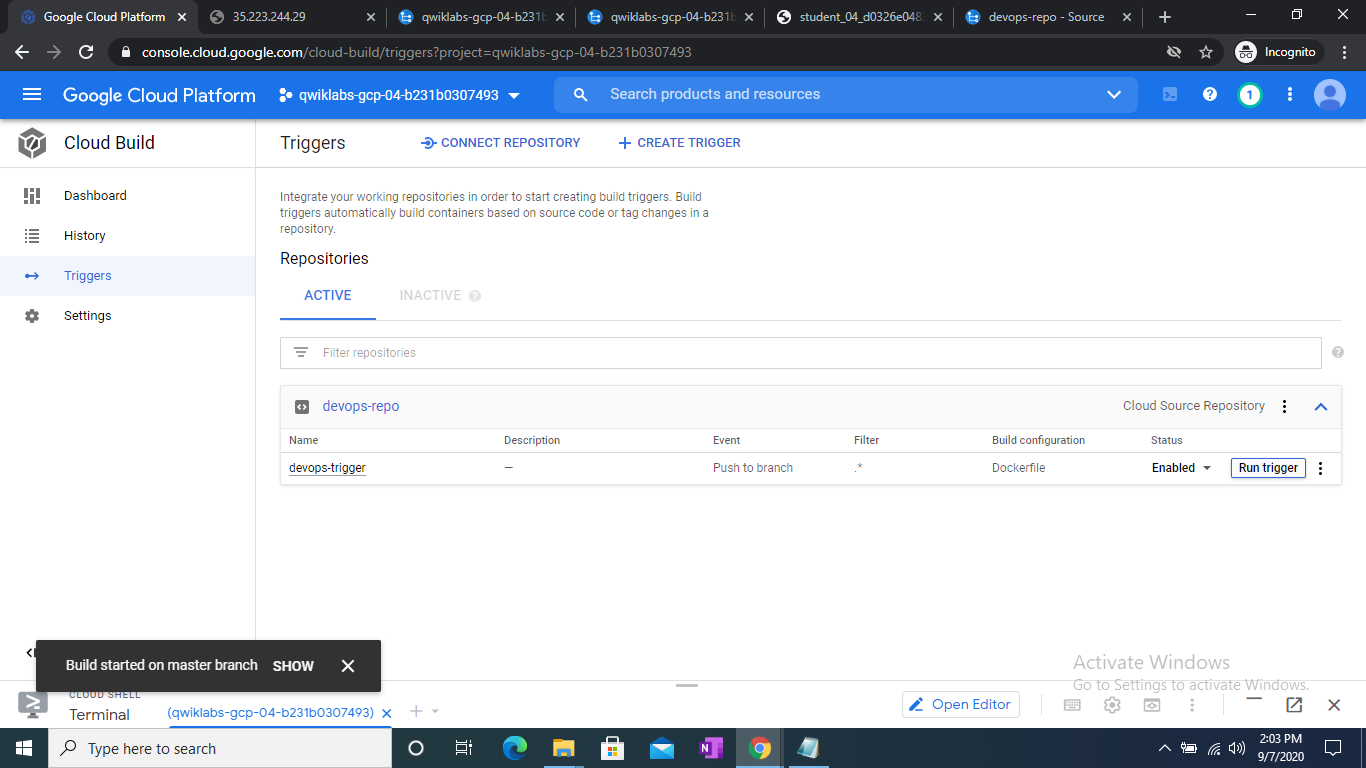 Google Cloud Platform
35.223.244.29
qwiklabs-gcp-04-b231b
qwiklabs-gcp-04-b231b
student_04_d0326e048
devops-repo - Source
console.cloud.google.com/cloud-build/triggers?project=qwiklabs-gcp-04-b231b0307493
Incognito
Google Cloud Platform
qwiklabs-gcp-04-b231b0307493
Search products and resources
1
Cloud Build
Triggers
CONNECT REPOSITORY
CREATE TRIGGER
Dashboard
History
Triggers
Settings
Integrate your working repositories in order to start creating build triggers. Build
triggers automatically build containers based on source code or tag changes in a
repository.
Repositories
ACTIVE
INACTIVE
Filter repositories
devops-repo
Cloud Source Repository
Name Description Event Filter Build configuration Status
devops-trigger — Push to branch .* Dockerfile Enabled Run trigger
Build started on master branch SHOW
Activate Windows
Go to Settings to activate Windows.
CLOUD SHELL
Terminal
(qwiklabs-gcp-04-b231b0307493)
Open Editor
Type here to search
2:03 PM
9/7/2020